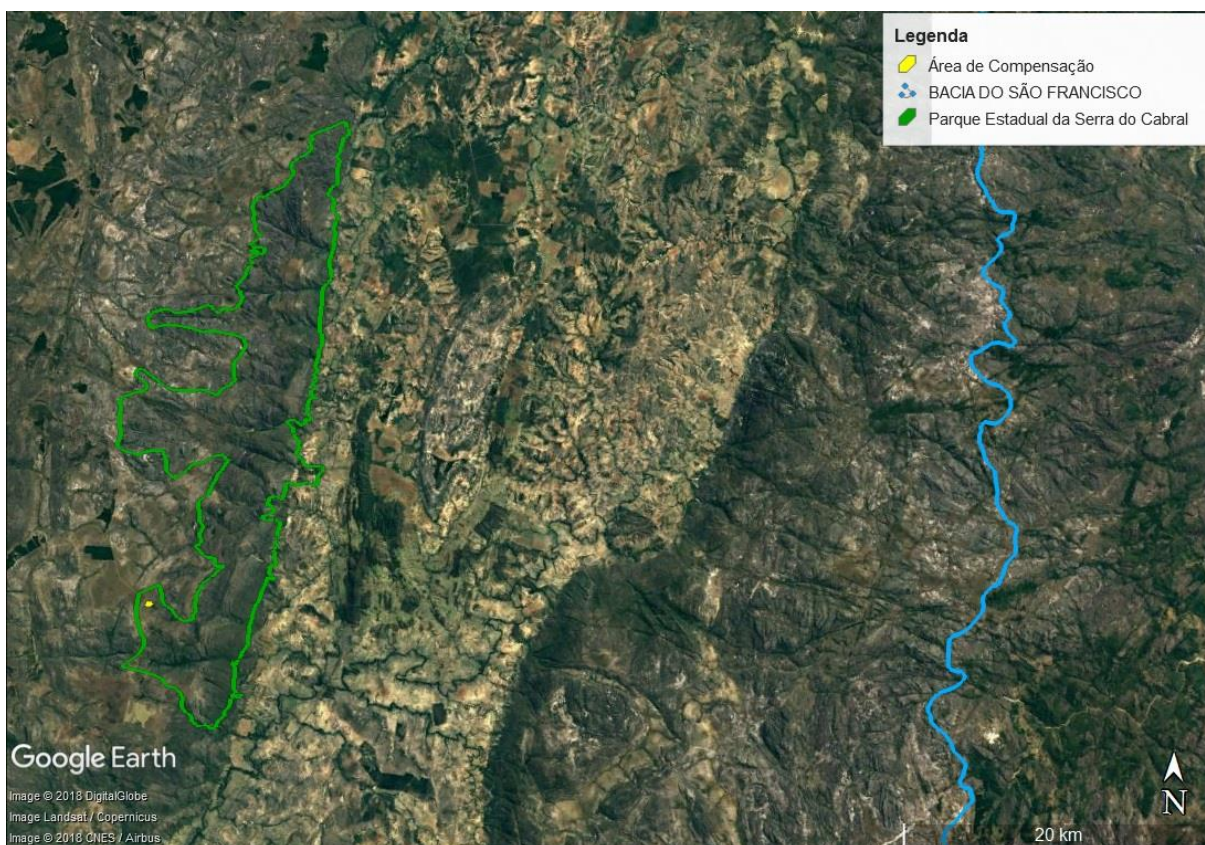 Legenda
Área de Compensação
BACIA DO SÃO FRANCISCO
Parque Estadual da Serra do Cabral
Google Earth
Image © 2018 DigitalGlobe
Image Landsat / Copernicus
Image © 2018 CNES / Airbus
N
20 km